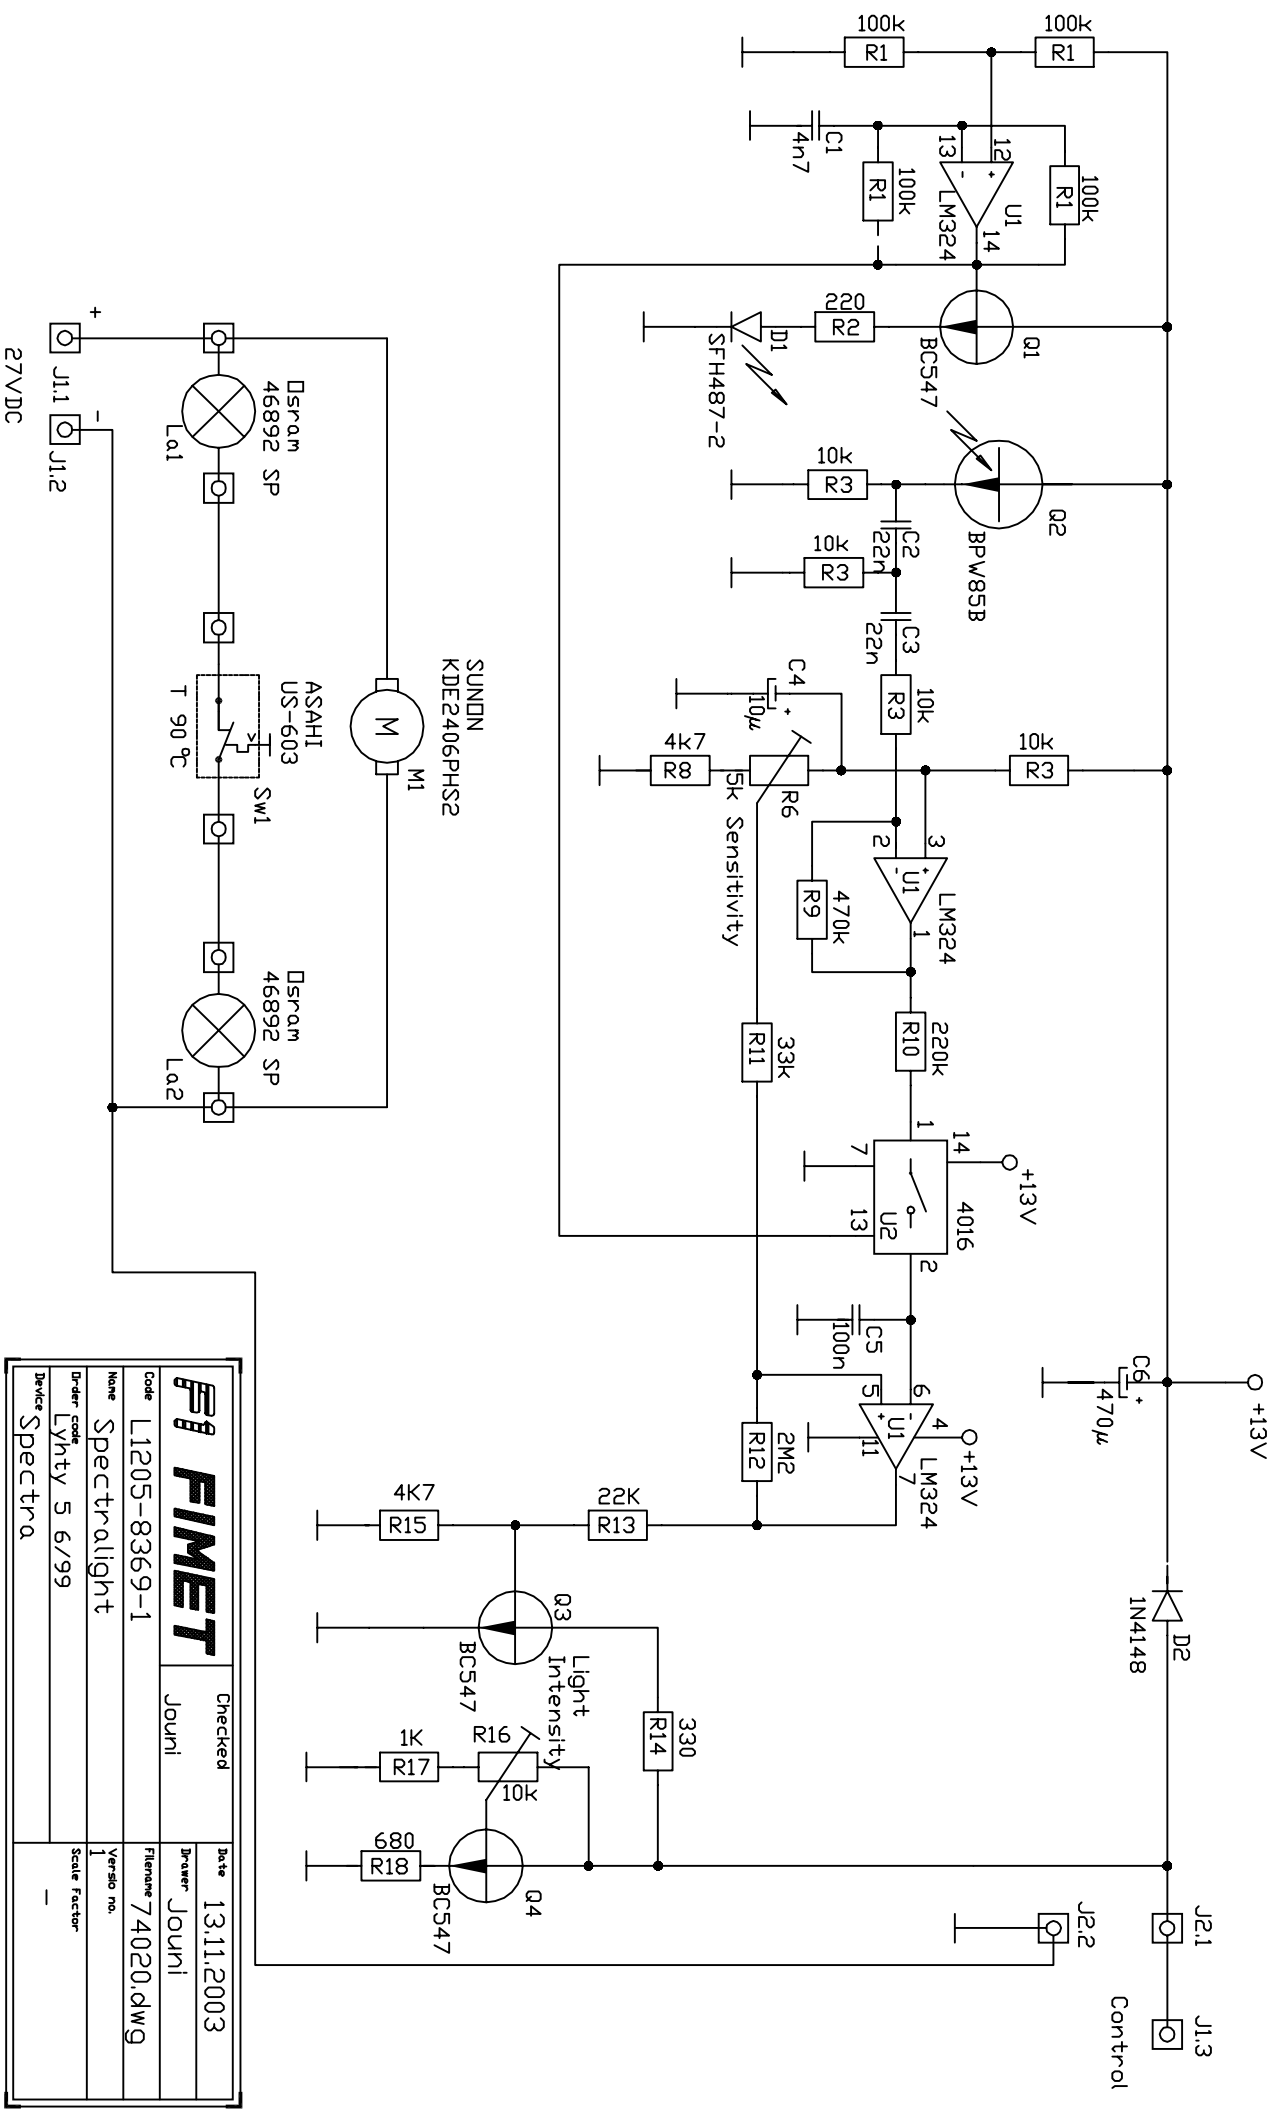 100k
R1
100k
R1
C1
4n7
100k
R1
13
12
-
+
LM324
U1
14
100k
R1
220
R2
D1
SFH487-2
Q1
BC547
10k
R3
Q2
BPW85B
C2
22n
10k
R3
C3
22n
10k
R3
C4
10µ
+
4k7
R8
R6
5k Sensitivity
10k
R3
2
3
-
+
U1
LM324
1
R9
470k
R10
220k
R11
33k
1
14
+13V
4016
7
13
U2
2
C5
100n
5
6
+
-
4
U1
11
+13V
LM324
7
R12
2M2
C6
470µ
+
+13V
4K7
R15
22K
R13
Q3
BC547
Light
Intensity
330
R14
1N4148
D2
R16
10k
1K
R17
680
R18
Q4
BC547
J2.2
J2.1
J1.3
Control
+
J1.1
-
J1.2
27VDC
Osram
46892 SP
La1
ASAHI
US-603
T 90°C
Sw1
SUNON
KDE2406PHS2
M
M1
Osram
46892 SP
La2
FI FIMET
Checked
Jouni
Date 13.11.2003
Drawer Jouni
Code L1205-8369-1
Filename 74020.dwg
Name Spectralight
Versio no.
1
Order code
Lyhty 5 6/99
Scale Factor
-
Device Spectra